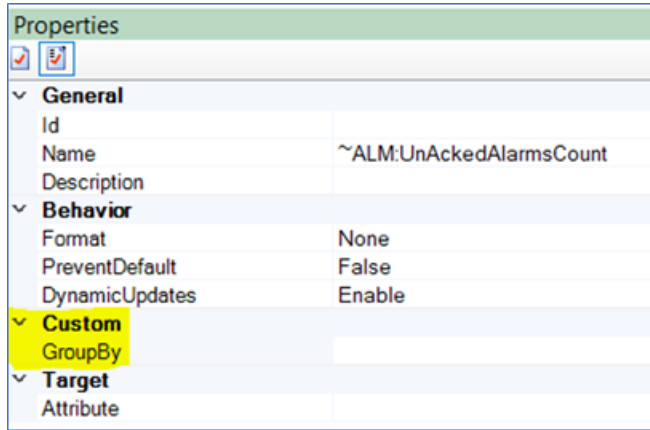 Properties
General
Id
Name ~ALM:UnAckedAlarmsCount
Description
Behavior
Format None
PreventDefault False
DynamicUpdates Enable
Custom
GroupBy
Target
Attribute